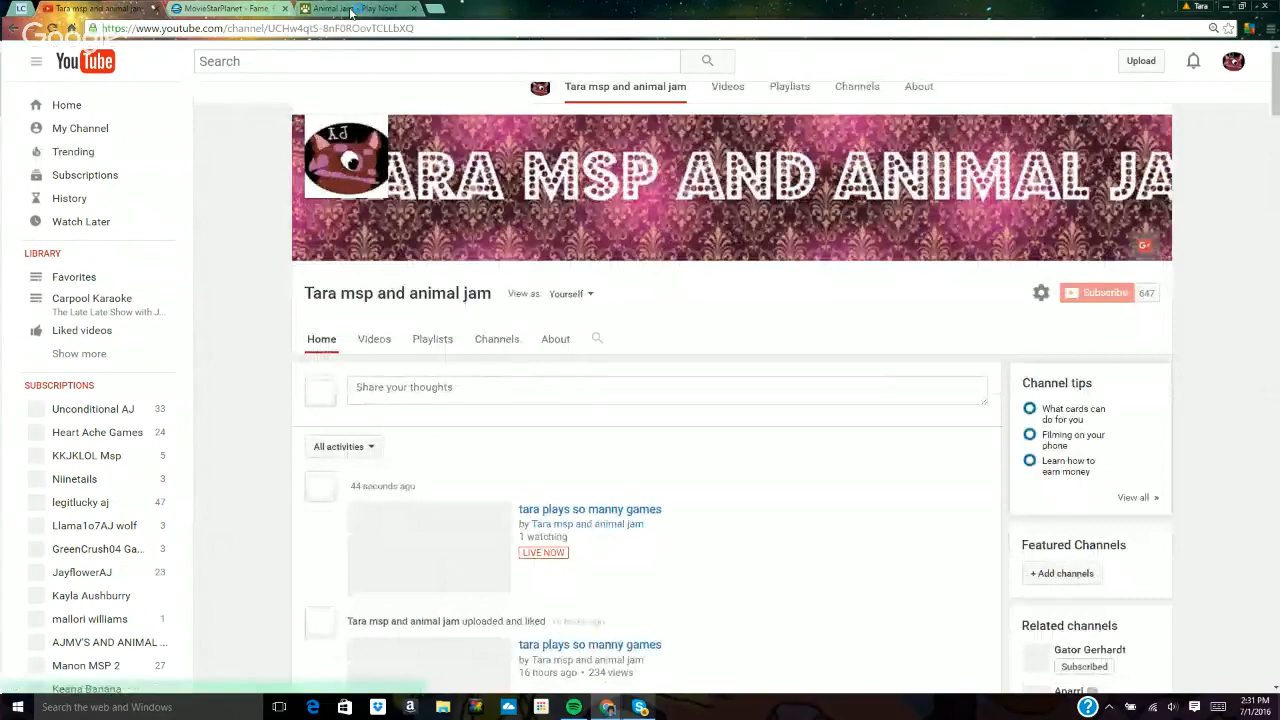 LC
Tara msp and animal jam
MovieStarPlanet - Fame, F
Animal Jam - Play Now!
Tara
https://www.youtube.com/channel/UCHw4qtS-8nF0ROovTCLLbXQ
Google
YouTube
Search
Upload
Tara msp and animal jam Videos Playlists Channels About
Home
My Channel
Trending
Subscriptions
History
Watch Later
LIBRARY
Favorites
Carpool Karaoke
The Late Late Show with J...
Liked videos
Show more
SUBSCRIPTIONS
Unconditional AJ 33
Heart Ache Games 24
KKJKLOL Msp 5
Niinetails 3
legitlucky aj 47
Llama1o7AJ wolf 3
GreenCrush04 Ga... 3
JayflowerAJ 23
Kayla Aushburry
mallori williams 1
AJMV'S AND ANIMAL ...
Manon MSP 2 27
Keana Banana
KJ
TARA MSP AND ANIMAL JA
G+
Tara msp and animal jam View as: Yourself
Subscribe 647
Home Videos Playlists Channels About
Share your thoughts
All activities
44 seconds ago
tara plays so manny games
by Tara msp and animal jam
1 watching
LIVE NOW
Tara msp and animal jam uploaded and liked
tara plays so manny games
by Tara msp and animal jam
16 hours ago • 234 views
Channel tips
What cards can
do for you
Filming on your
phone
Learn how to
earn money
View all »
Featured Channels
+ Add channels
Related channels
Gator Gerhardt
Subscribed
Aparri
Search the web and Windows
2:31 PM
7/1/2016